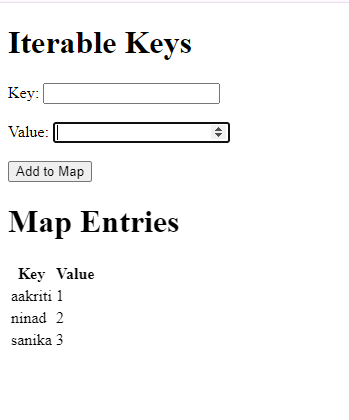 Iterable Keys
Key:
Value:
Add to Map
Map Entries
Key Value
aakriti 1
ninad 2
sanika 3